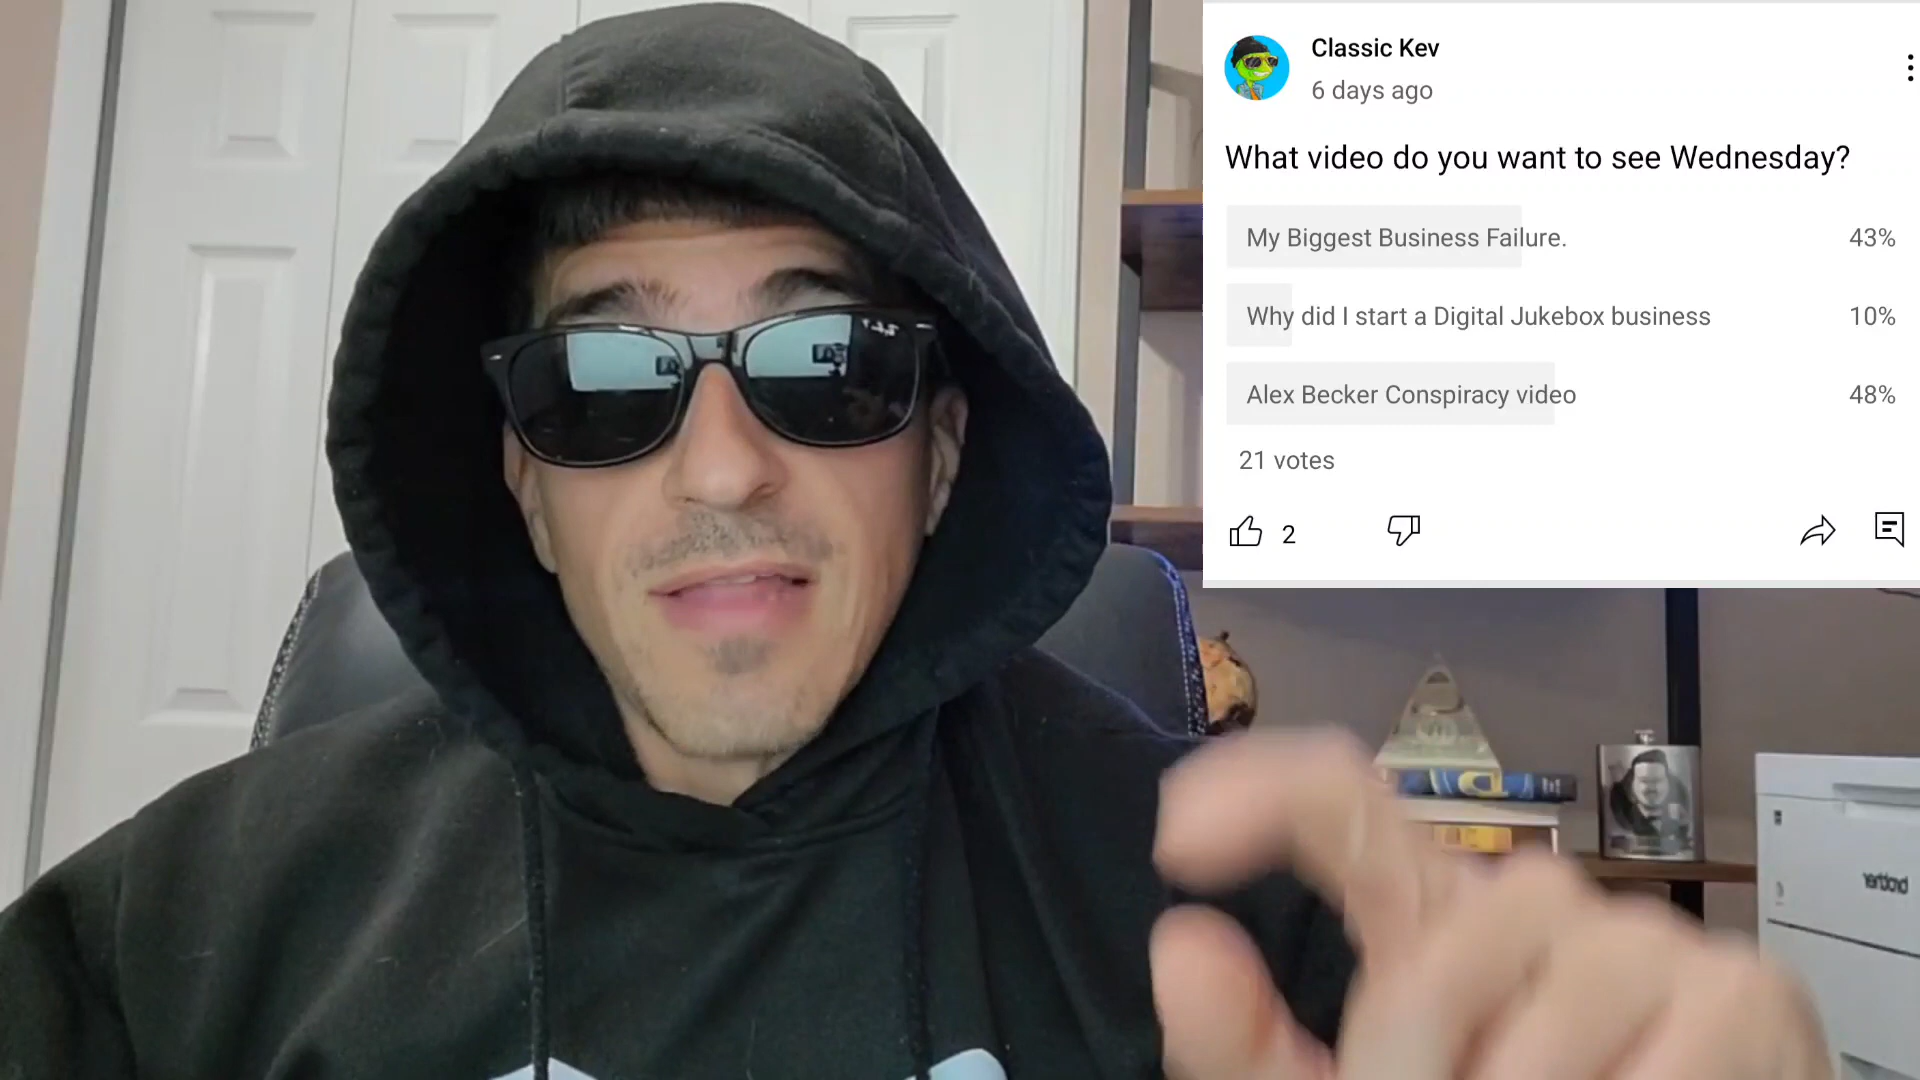 Classic Kev
6 days ago
What video do you want to see Wednesday?
My Biggest Business Failure. 43%
Why did I start a Digital Jukebox business 10%
Alex Becker Conspiracy video 48%
21 votes
2
brother